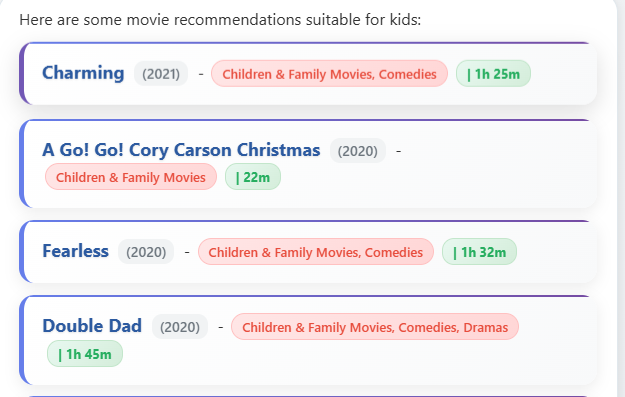 Here are some movie recommendations suitable for kids:
Charming (2021) - Children & Family Movies, Comedies | 1h 25m
A Go! Go! Cory Carson Christmas (2020) -
Children & Family Movies | 22m
Fearless (2020) - Children & Family Movies, Comedies | 1h 32m
Double Dad (2020) - Children & Family Movies, Comedies, Dramas
| 1h 45m